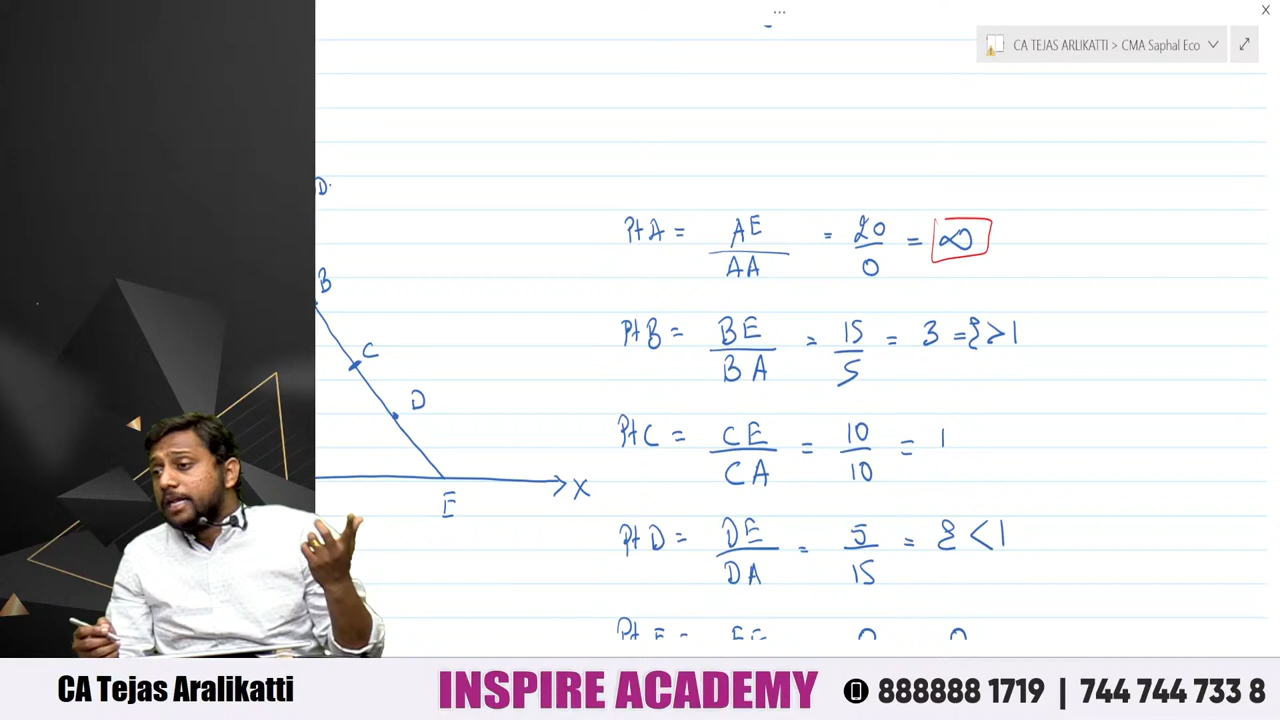 CA TEJAS ARLIKATTI > CMA Saphal Eco
D.
B
C
D
E
X
Pt A = AE / AA = 20 / 0 = ∞
Pt B = BE / BA = 15 / 5 = 3 = ξ > 1
Pt C = CE / CA = 10 / 10 = 1
Pt D = DE / DA = 5 / 15 = ξ < 1
CA Tejas Aralikatti
INSPIRE ACADEMY
888888 1719 | 744 744 733 8